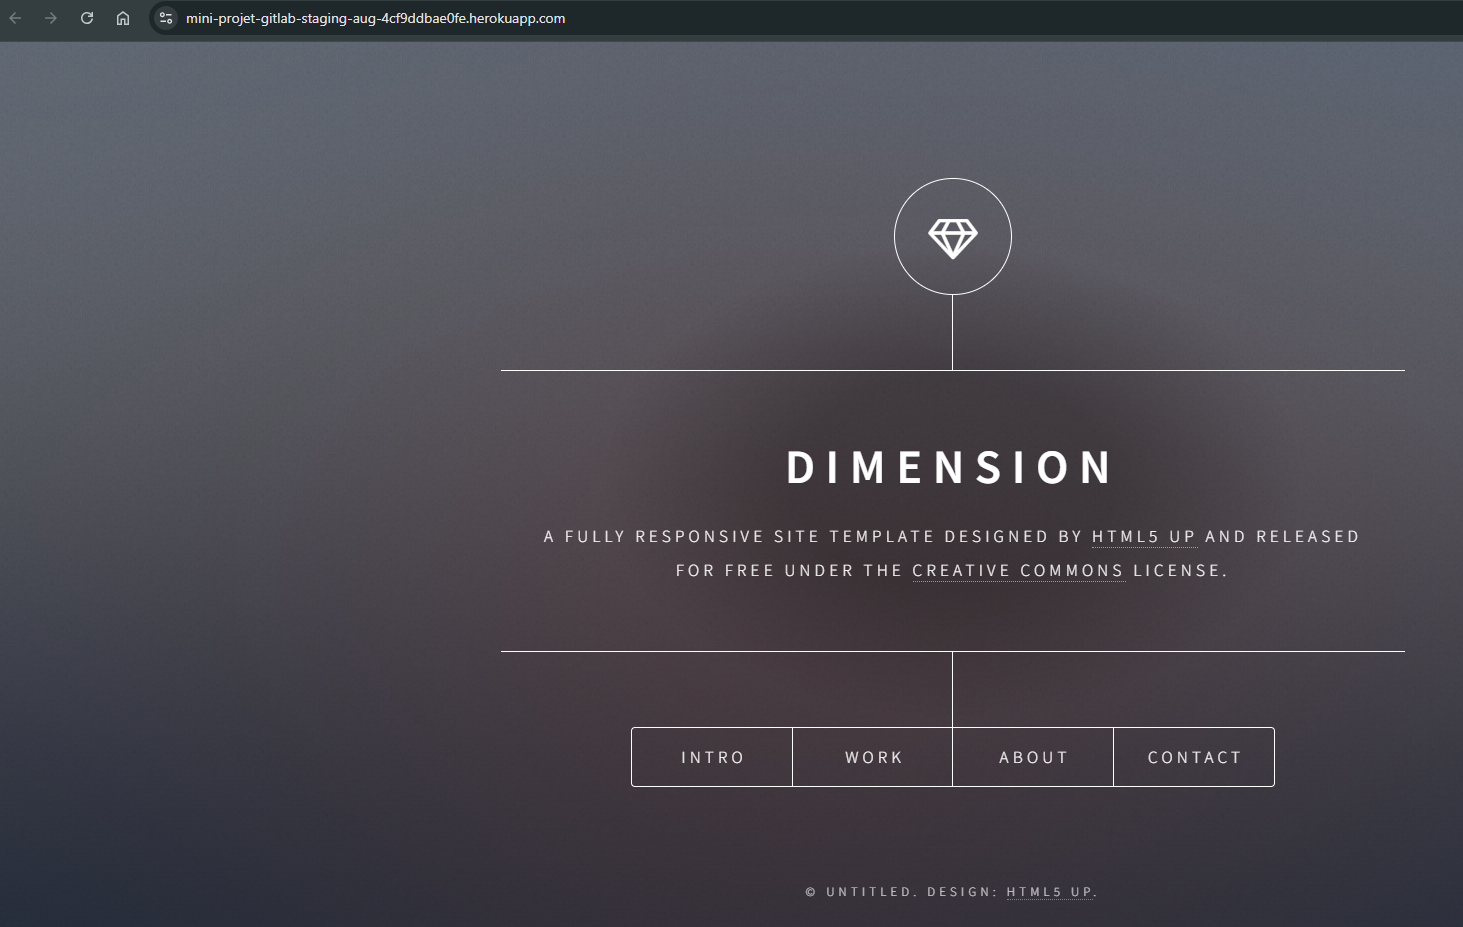 mini-projet-gitlab-staging-aug-4cf9ddbae0fe.herokuapp.com
DIMENSION
A FULLY RESPONSIVE SITE TEMPLATE DESIGNED BY HTML5 UP AND RELEASED
FOR FREE UNDER THE CREATIVE COMMONS LICENSE.
INTRO WORK ABOUT CONTACT
© UNTITLED. DESIGN: HTML5 UP.